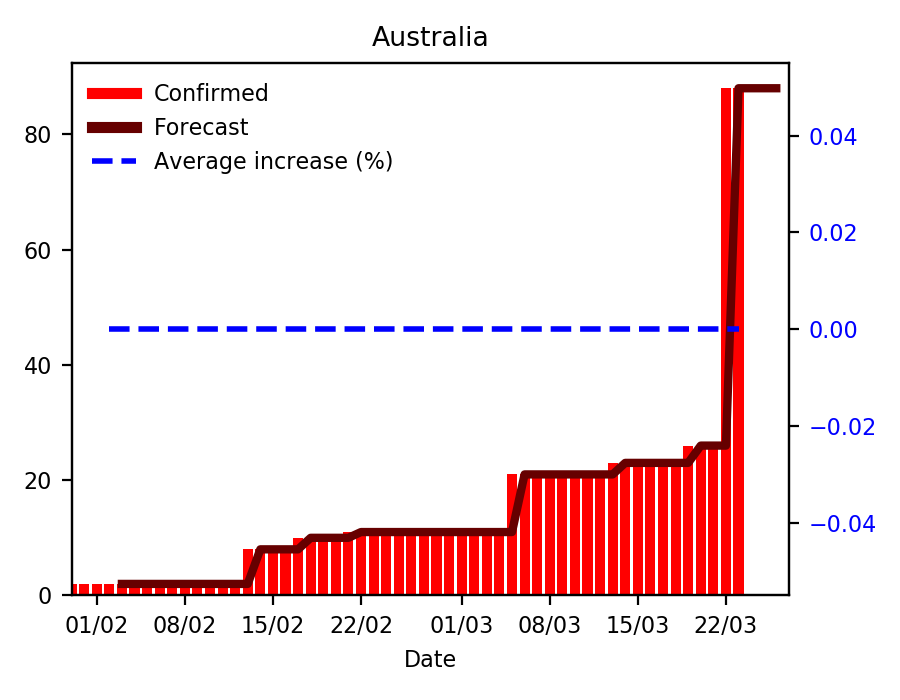 Australia
Confirmed
Forecast
Average increase (%)
80
60
40
20
0
0.04
0.02
0.00
−0.02
−0.04
01/02 08/02 15/02 22/02 01/03 08/03 15/03 22/03
Date